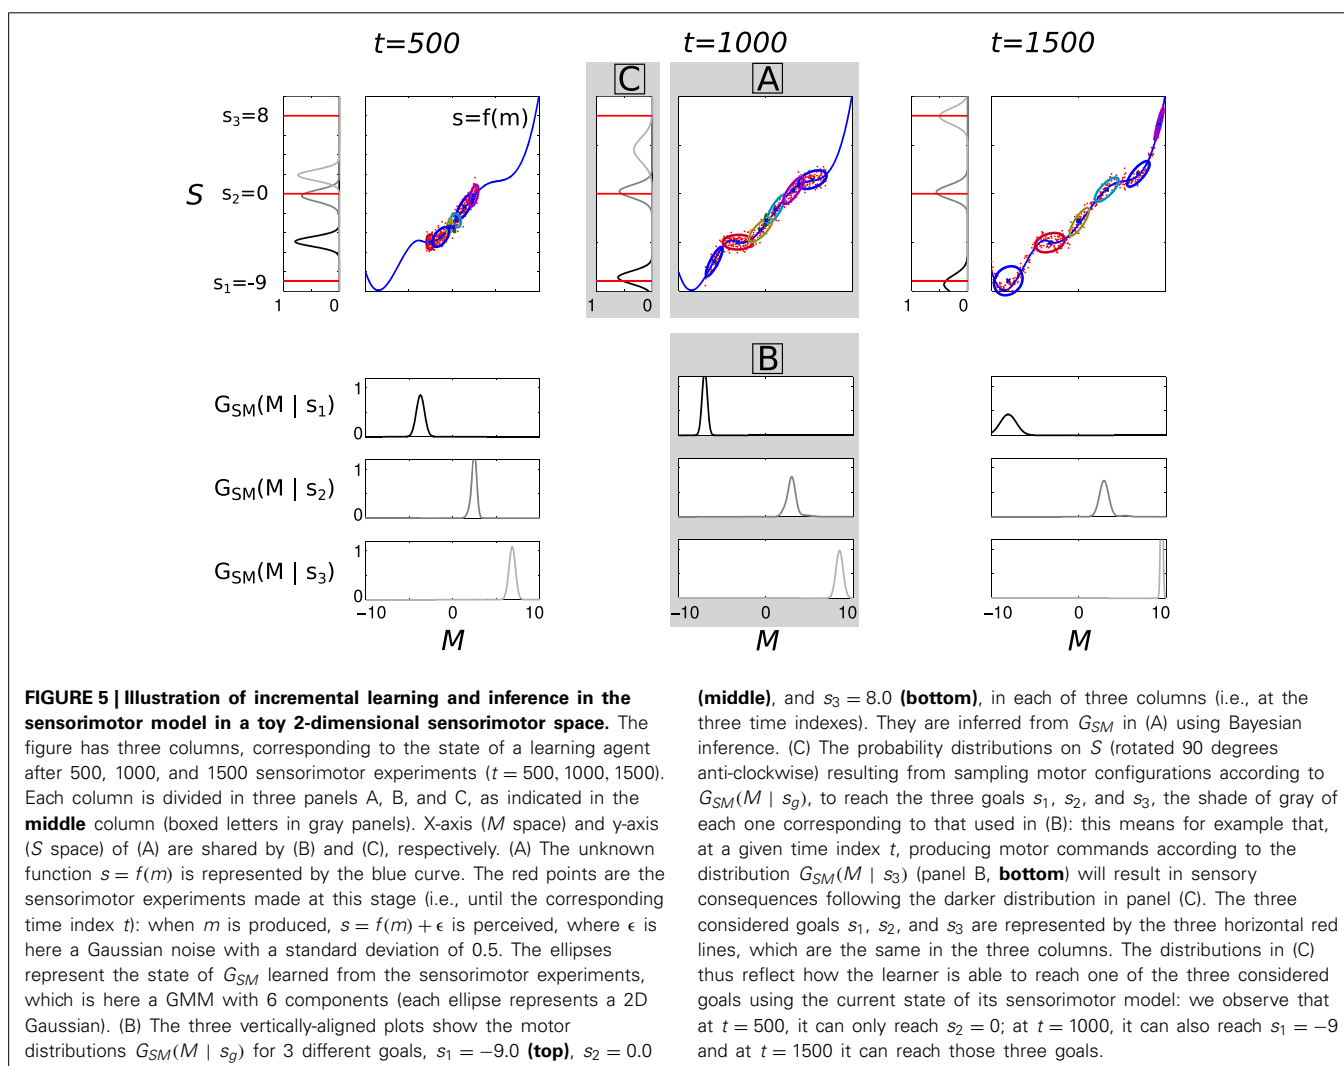 t=500
t=1000
t=1500
C
A
s=f(m)
S
s3=8
s2=0
s1=-9
1 0
1 0
1 0
B
GSM(M | s1)
1
0
GSM(M | s2)
1
0
GSM(M | s3)
1
0
−10 0 10
−10 0 10
−10 0 10
M
M
M
FIGURE 5 | Illustration of incremental learning and inference in the
sensorimotor model in a toy 2-dimensional sensorimotor space. The
figure has three columns, corresponding to the state of a learning agent
after 500, 1000, and 1500 sensorimotor experiments (t = 500, 1000, 1500).
Each column is divided in three panels A, B, and C, as indicated in the
middle column (boxed letters in gray panels). X-axis (M space) and y-axis
(S space) of (A) are shared by (B) and (C), respectively. (A) The unknown
function s = f(m) is represented by the blue curve. The red points are the
sensorimotor experiments made at this stage (i.e., until the corresponding
time index t): when m is produced, s = f(m) + ϵ is perceived, where ϵ is
here a Gaussian noise with a standard deviation of 0.5. The ellipses
represent the state of GSM learned from the sensorimotor experiments,
which is here a GMM with 6 components (each ellipse represents a 2D
Gaussian). (B) The three vertically-aligned plots show the motor
distributions GSM(M | sg) for 3 different goals, s1 = −9.0 (top), s2 = 0.0
(middle), and s3 = 8.0 (bottom), in each of three columns (i.e., at the
three time indexes). They are inferred from GSM in (A) using Bayesian
inference. (C) The probability distributions on S (rotated 90 degrees
anti-clockwise) resulting from sampling motor configurations according to
GSM(M | sg), to reach the three goals s1, s2, and s3, the shade of gray of
each one corresponding to that used in (B): this means for example that,
at a given time index t, producing motor commands according to the
distribution GSM(M | s3) (panel B, bottom) will result in sensory
consequences following the darker distribution in panel (C). The three
considered goals s1, s2, and s3 are represented by the three horizontal red
lines, which are the same in the three columns. The distributions in (C)
thus reflect how the learner is able to reach one of the three considered
goals using the current state of its sensorimotor model: we observe that
at t = 500, it can only reach s2 = 0; at t = 1000, it can also reach s1 = −9
and at t = 1500 it can reach those three goals.